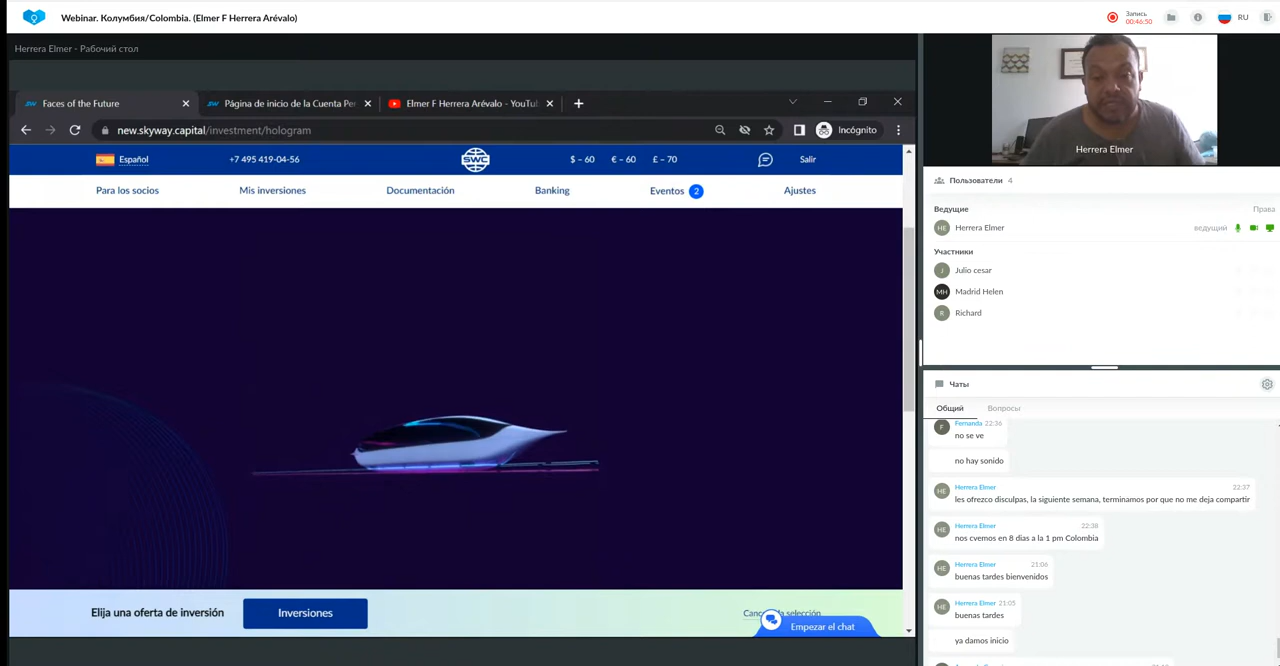 Webinar. Колумбия/Colombia. (Elmer F Herrera Arévalo)
Запись
00:46:50
RU
Herrera Elmer - Рабочий стол
Faces of the Future
Página de inicio de la Cuenta Pe
Elmer F Herrera Arévalo - YouTu
new.skyway.capital/investment/hologram
Incógnito
Español
+7 495 419-04-56
SWC
$ – 60
€ – 60
£ – 70
Salir
Para los socios
Mis inversiones
Documentación
Banking
Eventos 2
Ajustes
Elija una oferta de inversión
Inversiones
Empezar el chat
Herrera Elmer
Пользователи 4
Ведущие
Права
HE
Herrera Elmer
ведущий
Участники
J
Julio cesar
MH
Madrid Helen
R
Richard
Чаты
Общий
Вопросы
F
Fernanda 22:36
no se ve
no hay sonido
HE
Herrera Elmer 22:37
les ofrezco disculpas, la siguiente semana, terminamos por que no me deja compartir
HE
Herrera Elmer 22:38
nos cvemos en 8 dias a la 1 pm Colombia
HE
Herrera Elmer 21:06
buenas tardes bienvenidos
HE
Herrera Elmer 21:05
buenas tardes
ya damos inicio